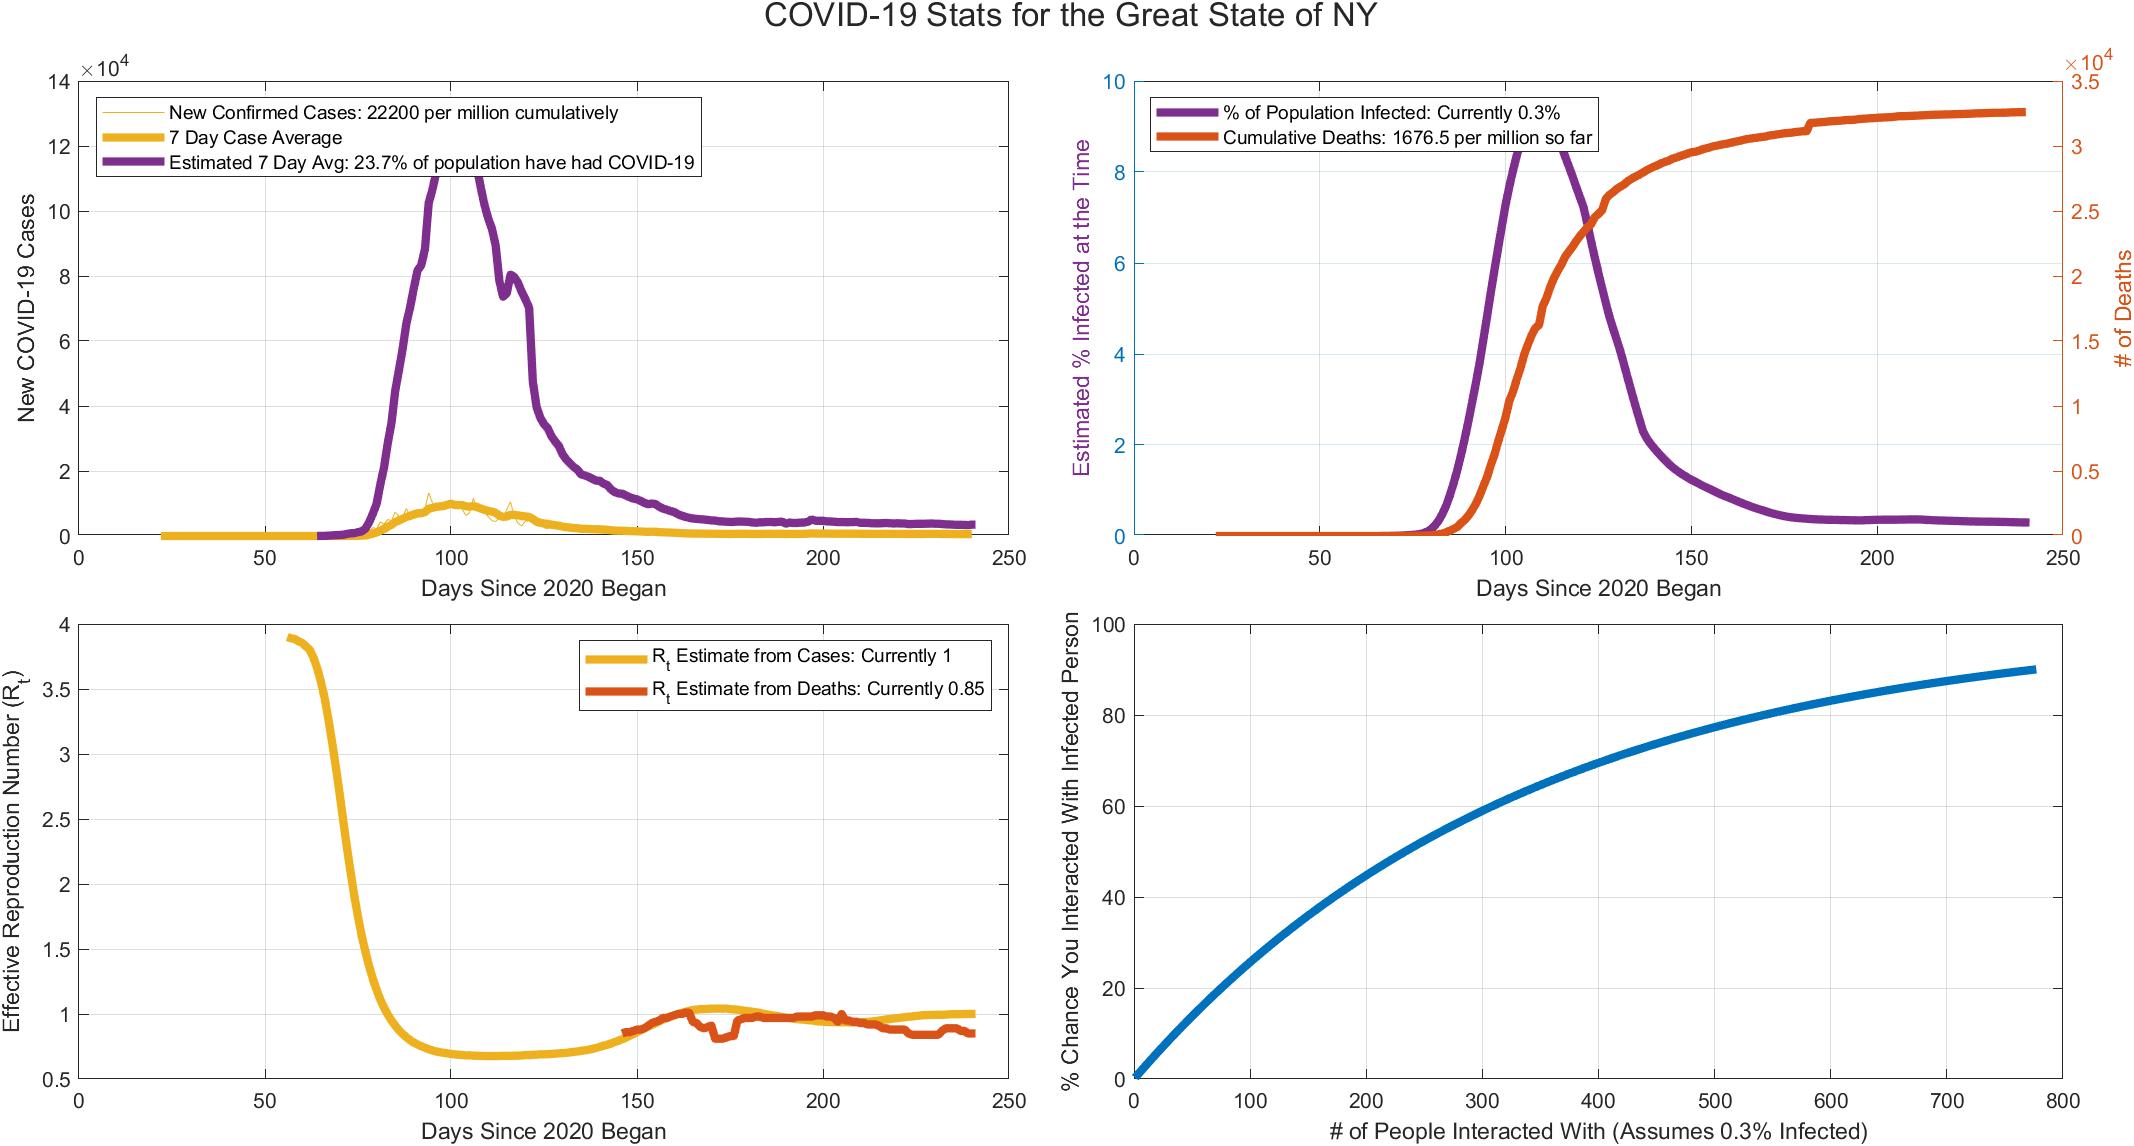 COVID-19 Stats for the Great State of NY
×10⁴
14
12
10
8
6
4
2
0
New COVID-19 Cases
New Confirmed Cases: 22200 per million cumulatively
7 Day Case Average
Estimated 7 Day Avg: 23.7% of population have had COVID-19
0 50 100 150 200 250
Days Since 2020 Began
10
8
6
4
2
0
Estimated % Infected at the Time
% of Population Infected: Currently 0.3%
Cumulative Deaths: 1676.5 per million so far
×10⁴
3.5
3
2.5
2
1.5
1
0.5
0
# of Deaths
0 50 100 150 200 250
Days Since 2020 Began
4
3.5
3
2.5
2
1.5
1
0.5
Effective Reproduction Number (Rt)
Rt Estimate from Cases: Currently 1
Rt Estimate from Deaths: Currently 0.85
0 50 100 150 200 250
Days Since 2020 Began
100
80
60
40
20
0
% Chance You Interacted With Infected Person
0 100 200 300 400 500 600 700 800
# of People Interacted With (Assumes 0.3% Infected)